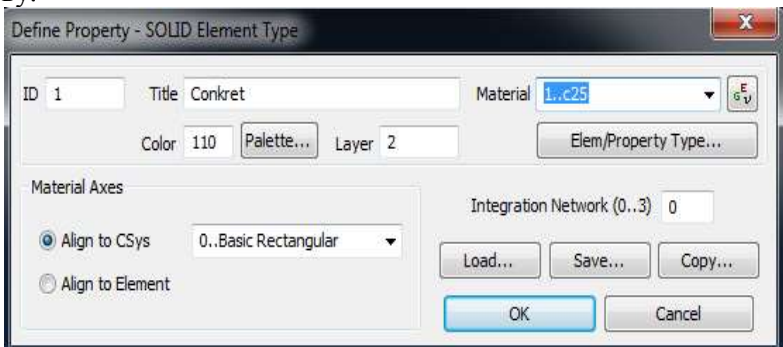 Define Property - SOLID Element Type
ID 1 Title Conkret Material 1..c25 G E ν
Color 110 Palette... Layer 2 Elem/Property Type...
Material Axes
Integration Network (0..3) 0
Align to CSys 0..Basic Rectangular
Load... Save... Copy...
Align to Element
OK Cancel